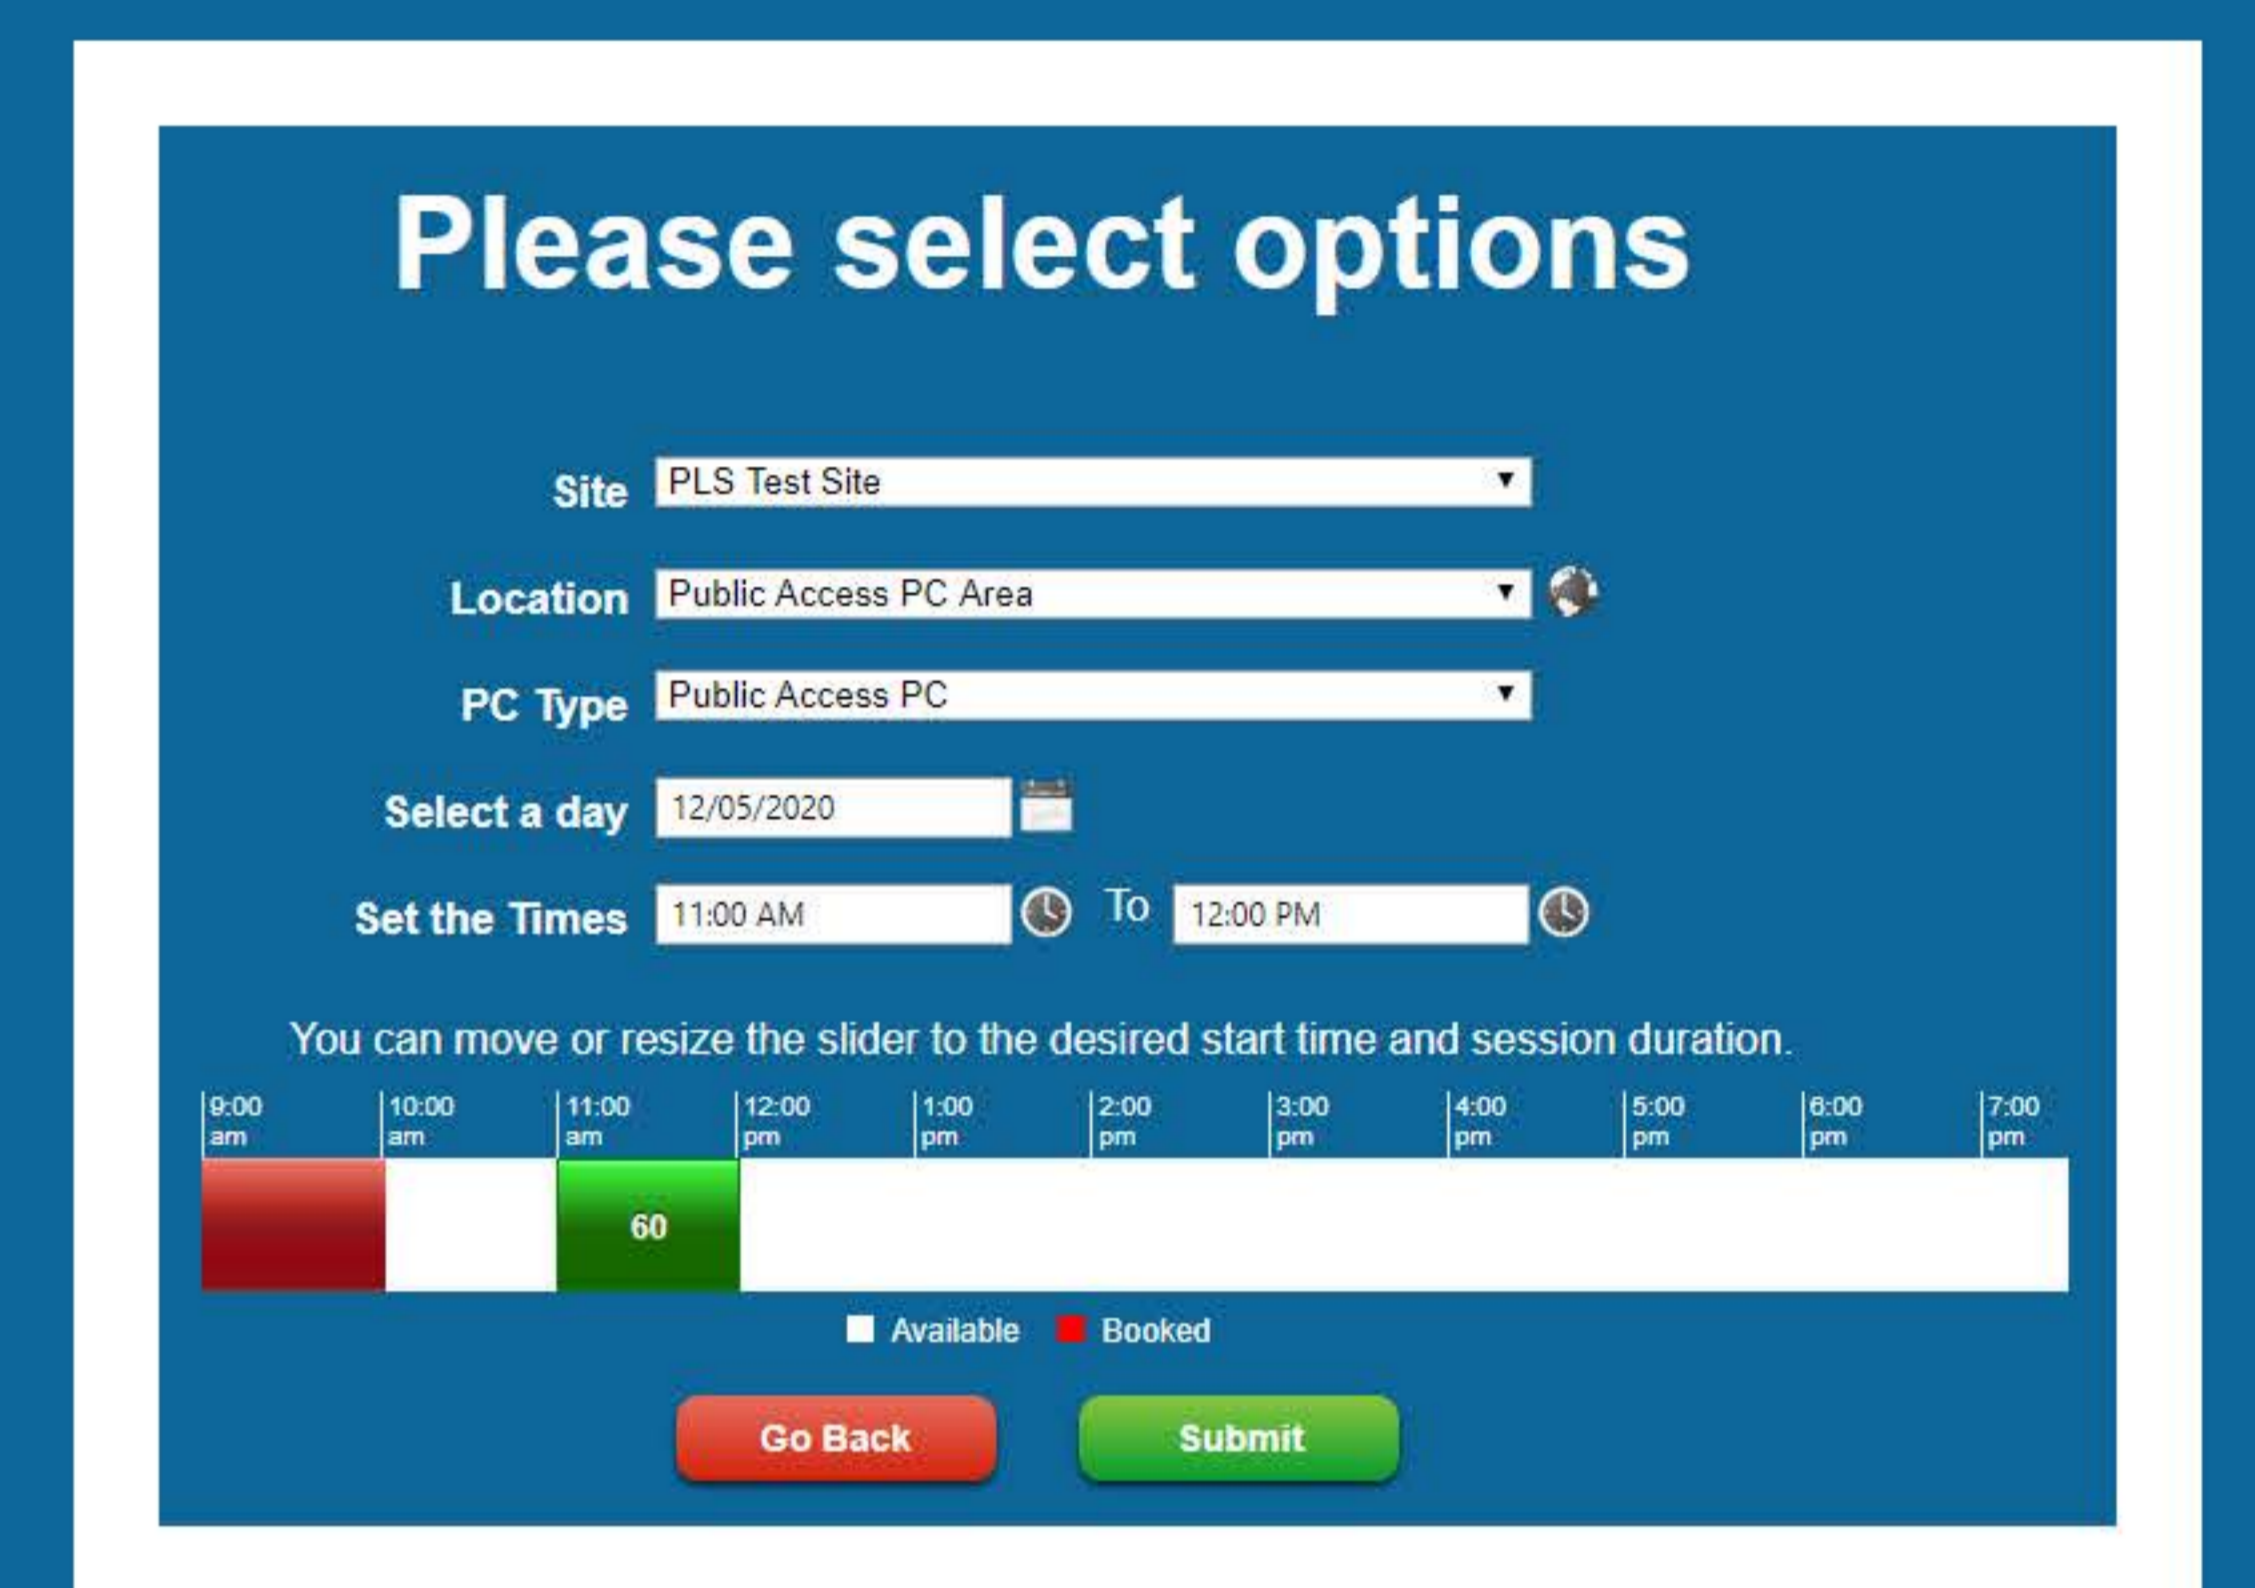 Please select options
Site PLS Test Site
Location Public Access PC Area
PC Type Public Access PC
Select a day 12/05/2020
Set the Times 11:00 AM To 12:00 PM
You can move or resize the slider to the desired start time and session duration.
9:00 10:00 11:00 12:00 1:00 2:00 3:00 4:00 5:00 6:00 7:00
am am am pm pm pm pm pm pm pm pm
60
Available Booked
Go Back Submit